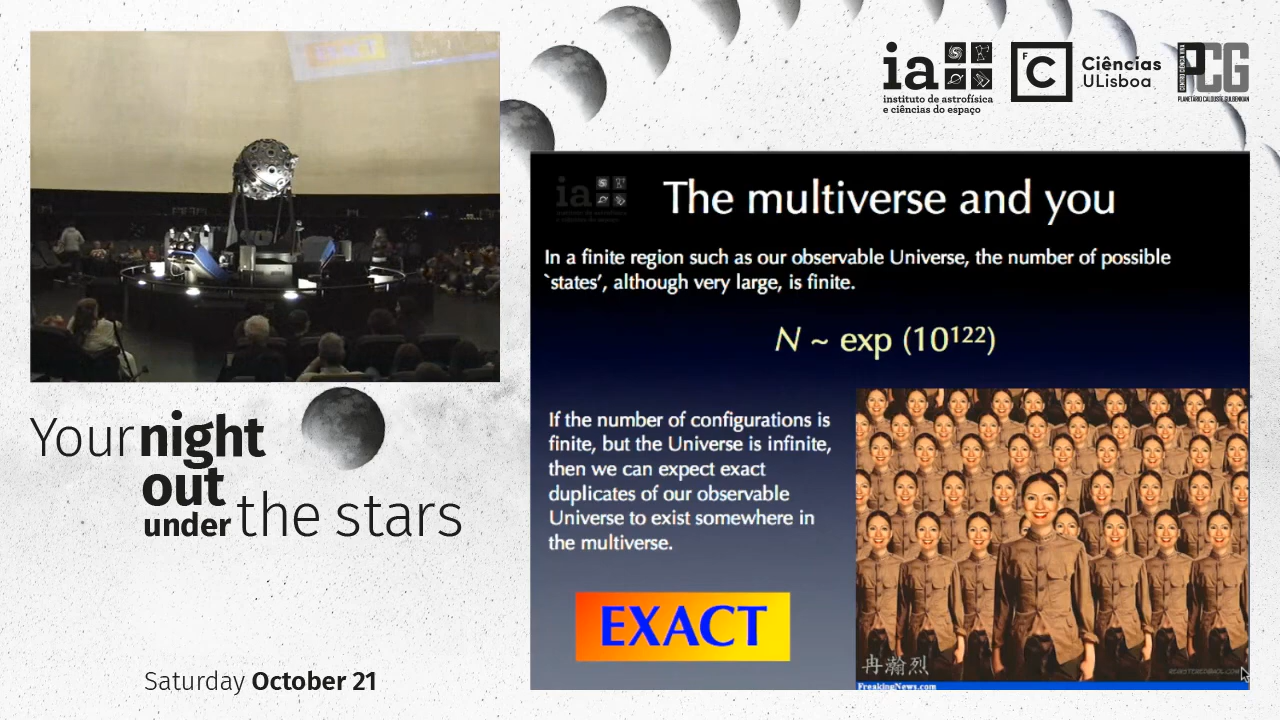 EXACT
ia
instituto de astrofísica
e ciências do espaço
F
C
Ciências
ULisboa
PCG
PLANETÁRIO CALOUSTE GULBENKIAN
ia
The multiverse and you
In a finite region such as our observable Universe, the number of possible
`states’, although very large, is finite.
N ~ exp (10¹²²)
If the number of configurations is
finite, but the Universe is infinite,
then we can expect exact
duplicates of our observable
Universe to exist somewhere in
the multiverse.
EXACT
冉瀚烈
FreakingNews.com
Your night
out
under the stars
Saturday October 21